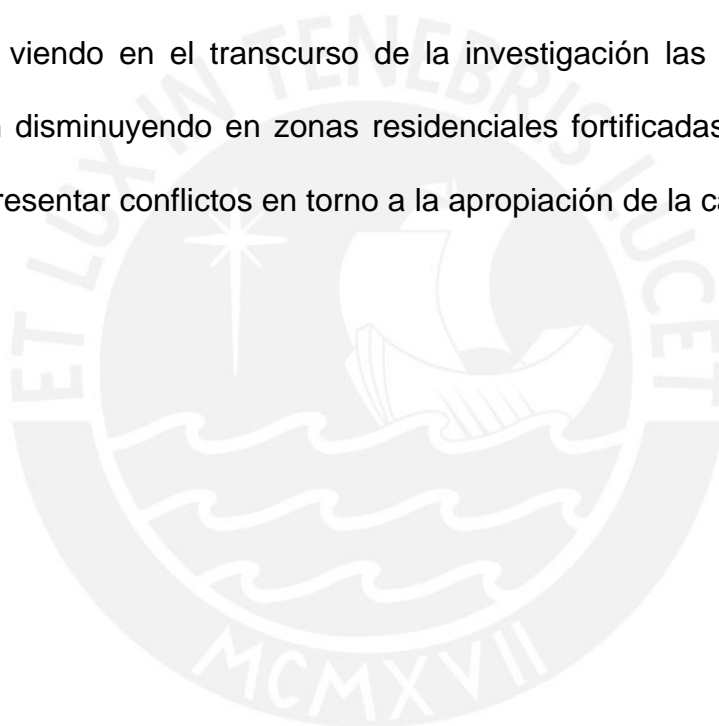 viendo en el transcurso de la investigación las
disminuyendo en zonas residenciales fortificadas
resentar conflictos en torno a la apropiación de la
ET LUX IN TENEBRIS LUCET
MCMXVII